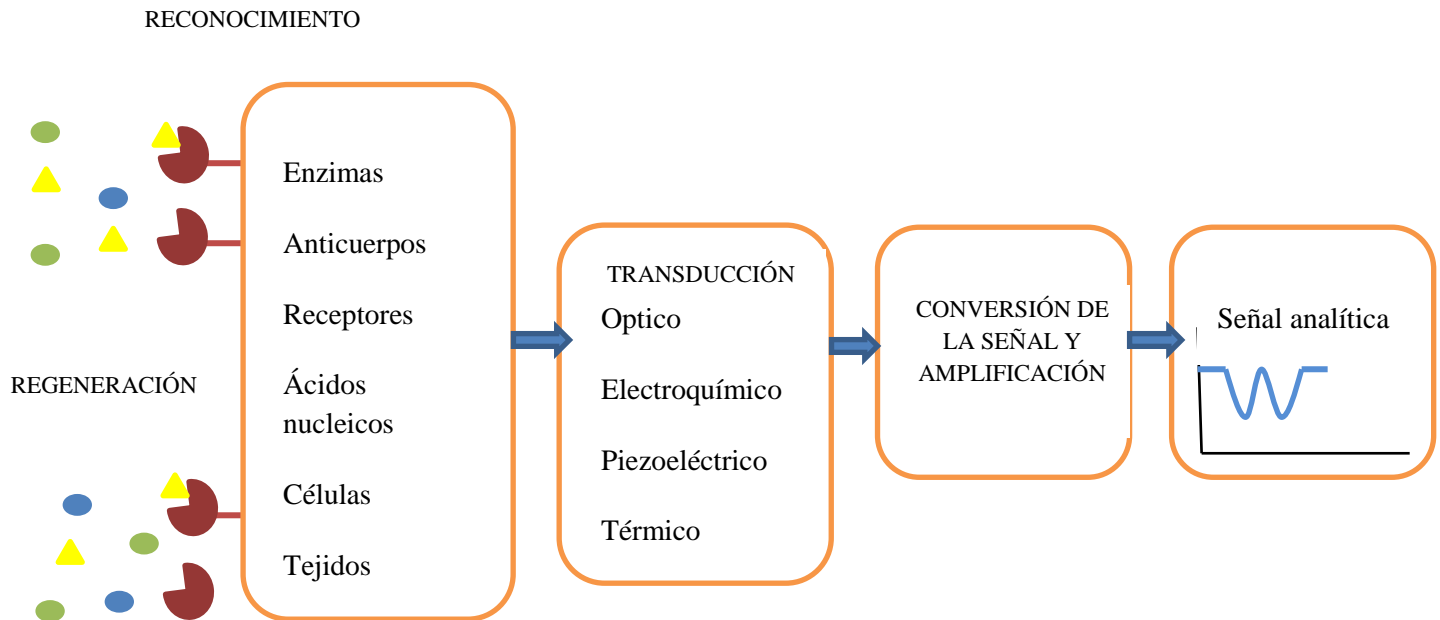 RECONOCIMIENTO
REGENERACIÓN
Enzimas
Anticuerpos
Receptores
Ácidos
nucleicos
Células
Tejidos
TRANSDUCCIÓN
Optico
Electroquímico
Piezoeléctrico
Térmico
CONVERSIÓN DE
LA SEÑAL Y
AMPLIFICACIÓN
Señal analítica